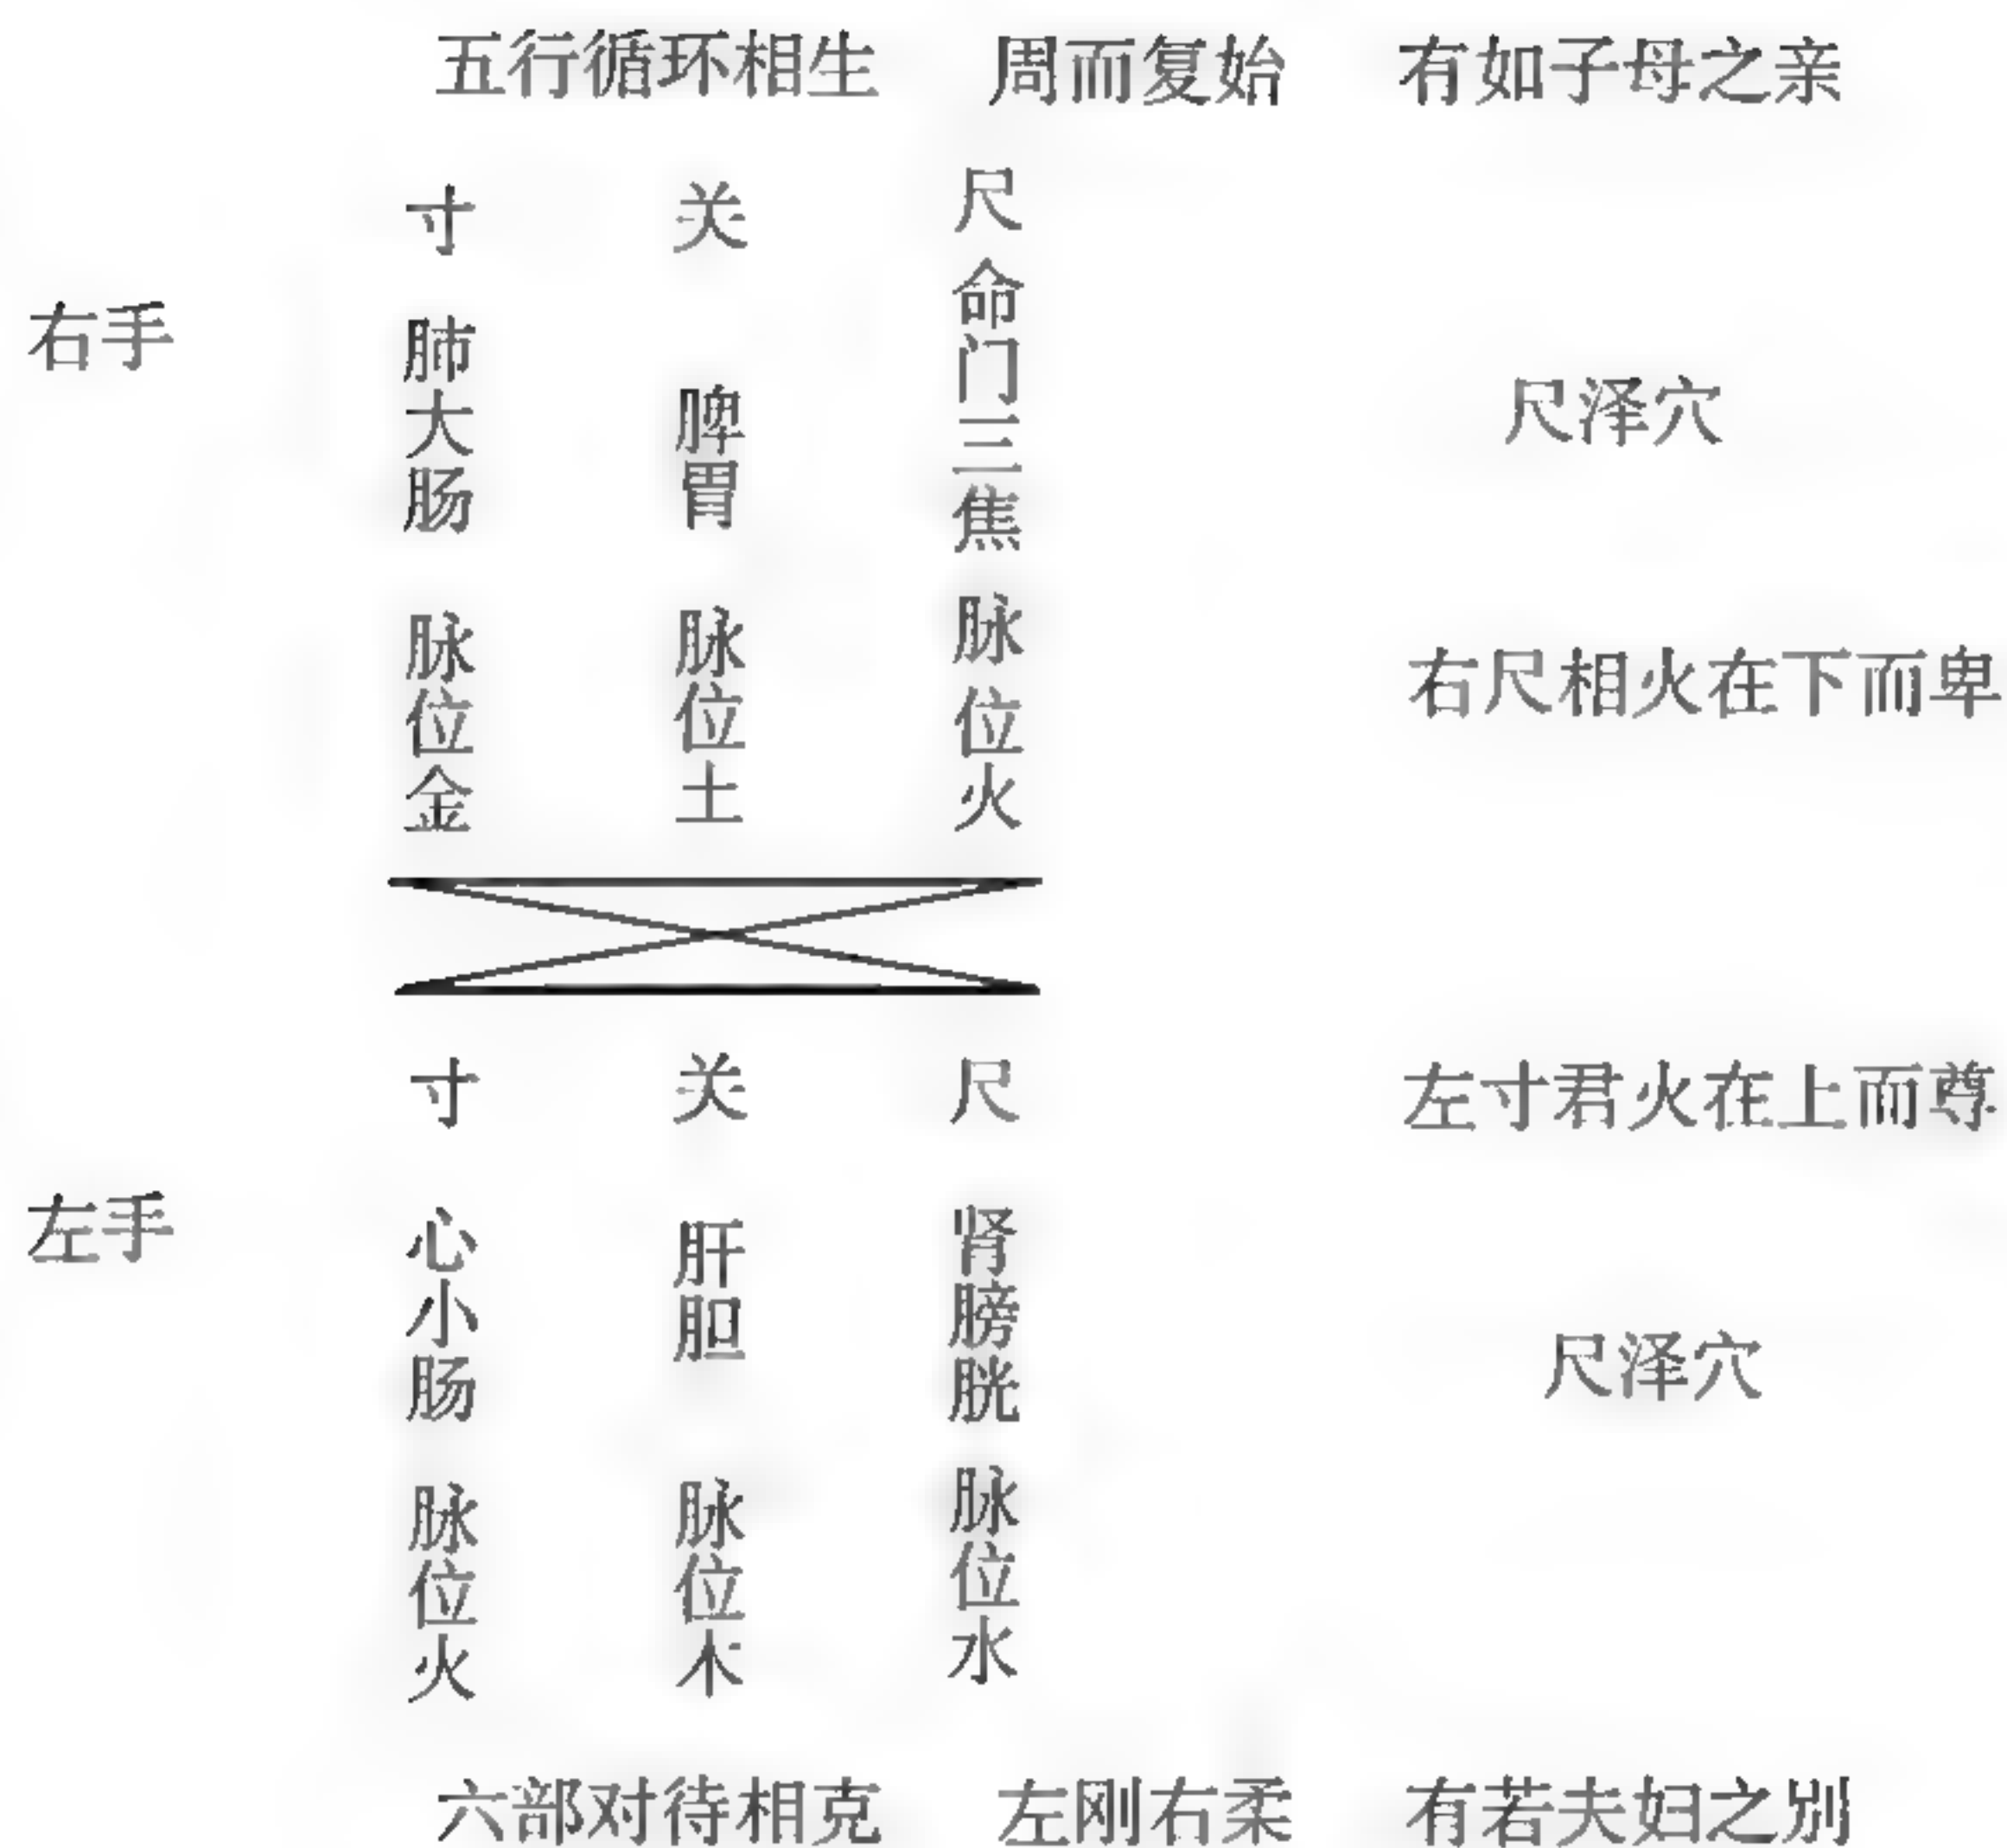 五行循环相生 周而复始 有如子母之亲
右手
寸
肺大肠
脉位金
关
脾胃
脉位土
尺
命门三焦
脉位火
尺泽穴
右尺相火在下而卑
左手
寸
心小肠
脉位火
关
肝胆
脉位木
尺
肾膀胱
脉位水
左寸君火在上而尊
尺泽穴
六部对待相克 左刚右柔 有若夫妇之别